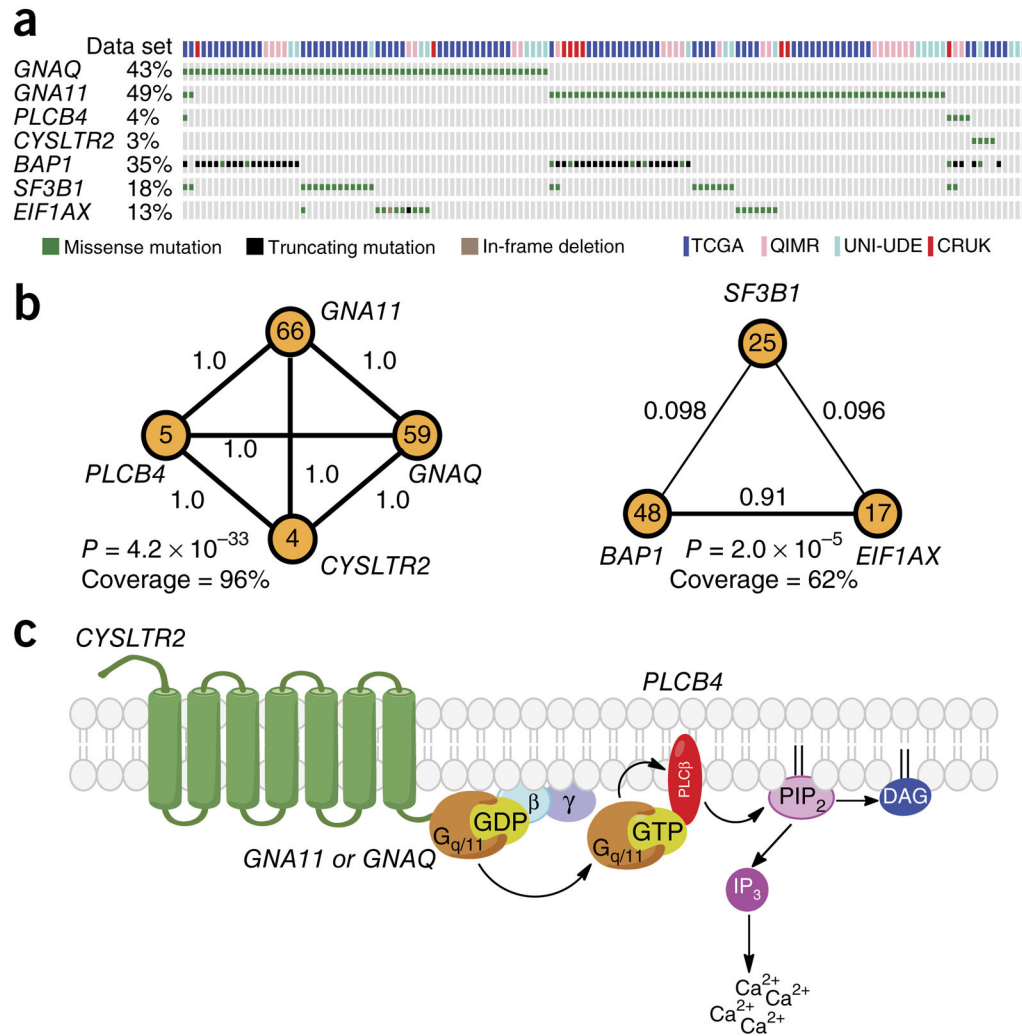 a
Data set
GNAQ 43%
GNA11 49%
PLCB4 4%
CYSLTR2 3%
BAP1 35%
SF3B1 18%
EIF1AX 13%
Missense mutation Truncating mutation In-frame deletion TCGA QIMR UNI-UDE CRUK
b
GNA11
66
1.0 1.0
5 59
PLCB4 1.0 GNAQ
1.0 1.0 1.0
4
CYSLTR2
P = 4.2 × 10⁻³³
Coverage = 96%
SF3B1
25
0.098 0.096
0.91
48 17
BAP1 EIF1AX
P = 2.0 × 10⁻⁵
Coverage = 62%
c
CYSLTR2
PLCB4
PLCβ
GDP β γ
Gq/11
GTP
Gq/11
PIP₂ DAG
GNA11 or GNAQ
IP₃
Ca²⁺
Ca²⁺
Ca²⁺
Ca²⁺